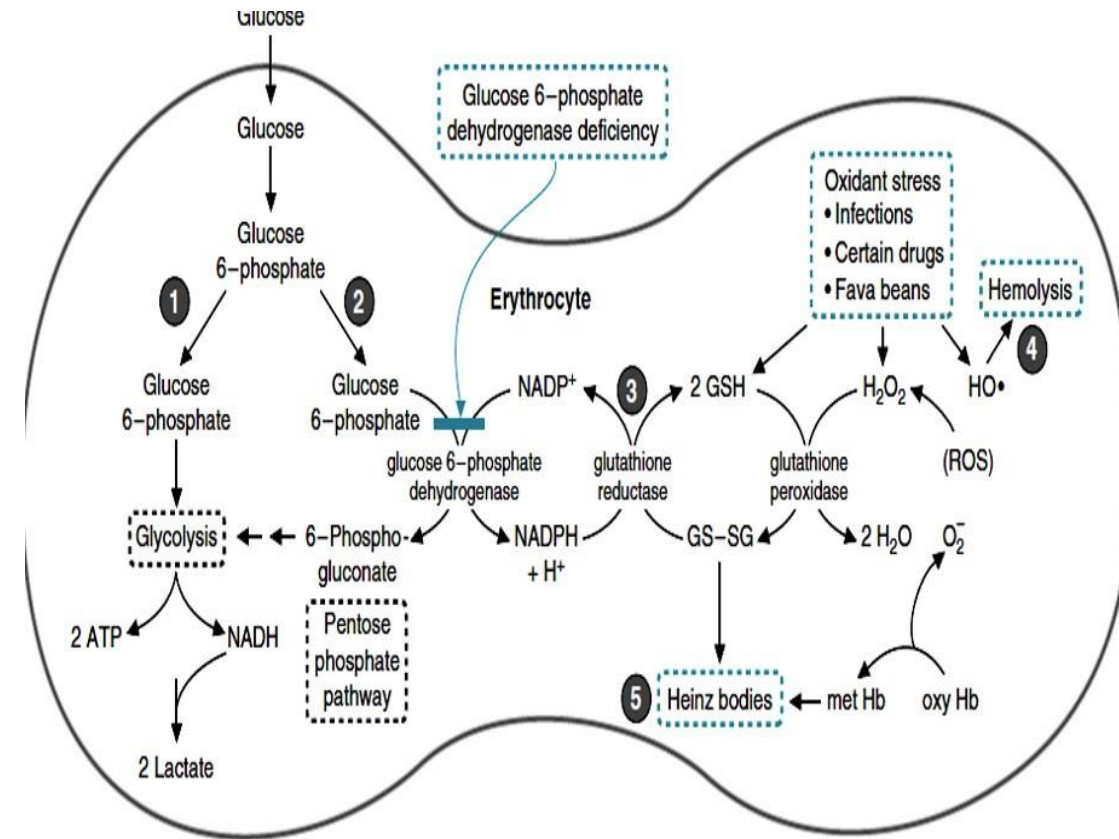 Glucose
Glucose
Glucose
6–phosphate
Glucose 6–phosphate
dehydrogenase deficiency
Oxidant stress
• Infections
• Certain drugs
• Fava beans
Hemolysis
1
2
Erythrocyte
4
Glucose
6–phosphate
Glucose
6–phosphate
NADP⁺
3
2 GSH
H₂O₂
HO•
glucose 6–phosphate
dehydrogenase
glutathione
reductase
glutathione
peroxidase
(ROS)
Glycolysis
6–Phospho-
gluconate
NADPH
+ H⁺
GS–SG
2 H₂O
O₂⁻
2 ATP
NADH
Pentose
phosphate
pathway
5
Heinz bodies
met Hb
oxy Hb
2 Lactate